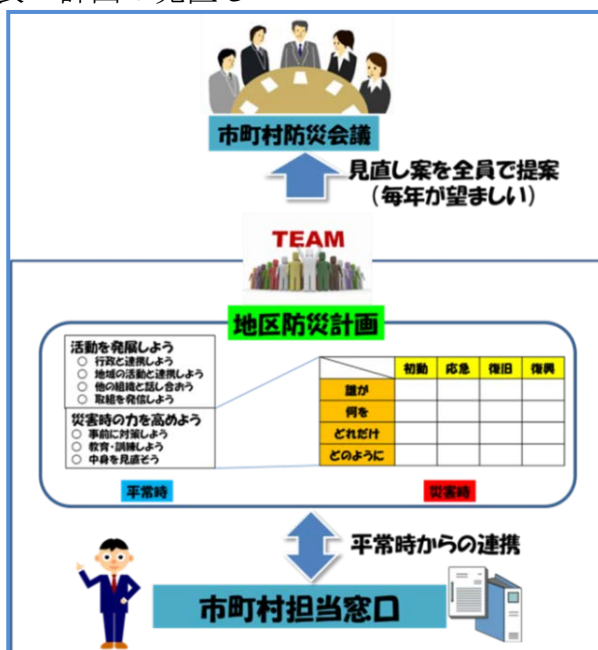 計画の見直し
市町村防災会議
見直し案を全員で提案
(毎年が望ましい)
TEAM
地区防災計画
活動を発展しよう
○ 行政と連携しよう
○ 地域の活動と連携しよう
○ 他の組織と話し合おう
○ 取組を発信しよう
災害時の力を高めよう
○ 事前に対策しよう
○ 教育・訓練しよう
○ 中身を見直そう
平常時
初動 応急 復旧 復興
誰が
何を
どれだけ
どのように
災害時
平常時からの連携
市町村担当窓口